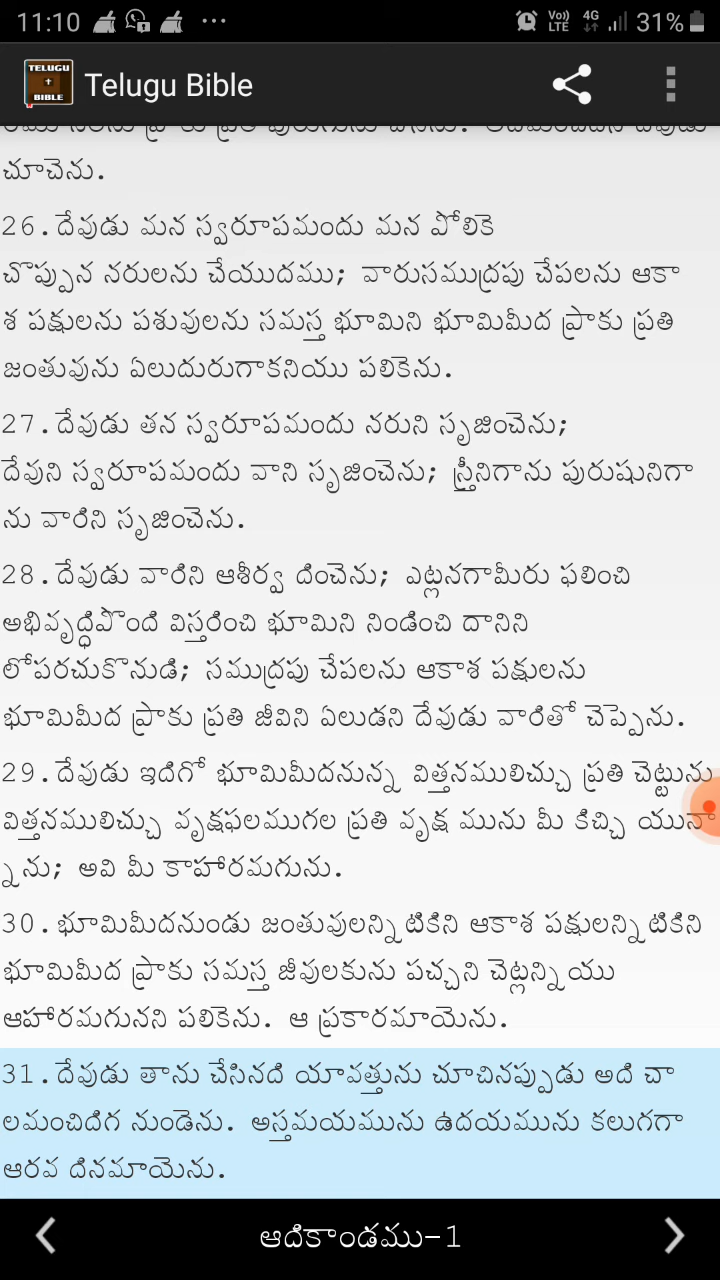 11:10
Vo)) LTE 4G 31%
TELUGU BIBLE
Telugu Bible
చూచెను.
26.దేవుడు మన స్వరూపమందు మన పోలికె
చొప్పున నరులను చేయుదము; వారుసముద్రపు చేపలను ఆకా
శ పక్షులను పశువులను సమస్త భూమిని భూమిమీద ప్రాకు ప్రతి
జంతువును ఏలుదురుగాకనియు పలికెను.
27.దేవుడు తన స్వరూపమందు నరుని సృజించెను;
దేవుని స్వరూపమందు వాని సృజించెను; స్త్రీనిగాను పురుషునిగా
ను వారిని సృజించెను.
28.దేవుడు వారిని ఆశీర్వ దించెను; ఎట్లనగామీరు ఫలించి
అభివృద్ధిపొంది విస్తరించి భూమిని నిండించి దానిని
లోపరచుకొనుడి; సముద్రపు చేపలను ఆకాశ పక్షులను
భూమిమీద ప్రాకు ప్రతి జీవిని ఏలుడని దేవుడు వారితో చెప్పెను.
29.దేవుడు ఇదిగో భూమిమీదనున్న విత్తనములిచ్చు ప్రతి చెట్టును
విత్తనములిచ్చు వృక్షఫలముగల ప్రతి వృక్ష మును మీ కిచ్చి యున్నా
ను; అవి మీ కాహారమగును.
30.భూమిమీదనుండు జంతువులన్ని టికిని ఆకాశ పక్షులన్ని టికిని
భూమిమీద ప్రాకు సమస్త జీవులకును పచ్చని చెట్లన్ని యు
ఆహారమగునని పలికెను. ఆ ప్రకారమాయెను.
31.దేవుడు తాను చేసినది యావత్తును చూచినప్పుడు అది చా
లమంచిదిగ నుండెను. అస్తమయమును ఉదయమును కలుగగా
ఆరవ దినమాయెను.
ఆదికాండము-1